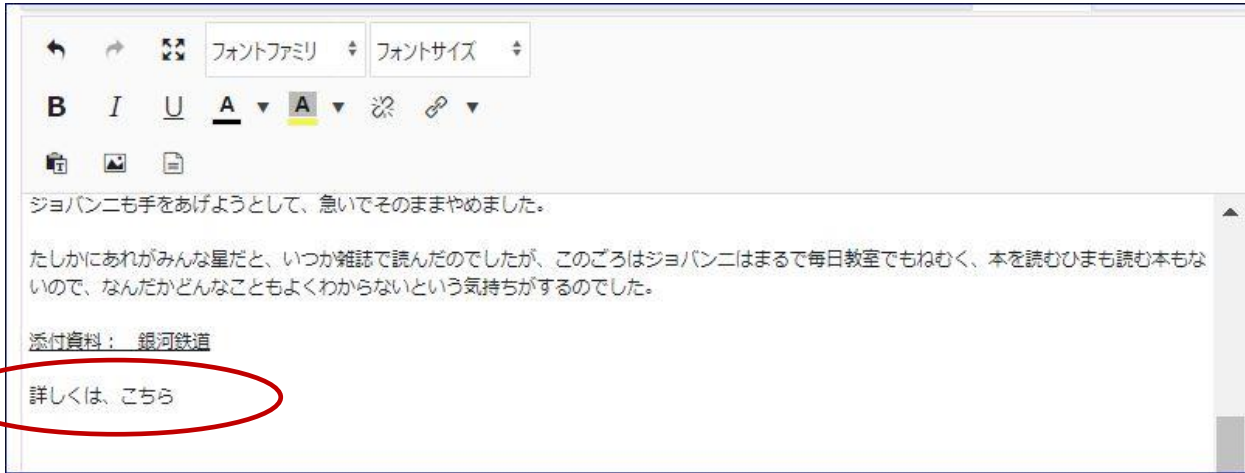 フォントファミリ フォントサイズ
B I U A A
ジョバンニも手をあげようとして、急いでそのままやめました。
たしかにあれがみんな星だと、いつか雑誌で読んだのでしたが、このごろはジョバンニはまるで毎日教室でもねむく、本を読むひまも読む本もな
いので、なんだかどんなこともよくわからないという気持ちがするのでした。
添付資料： 銀河鉄道
詳しくは、こちら